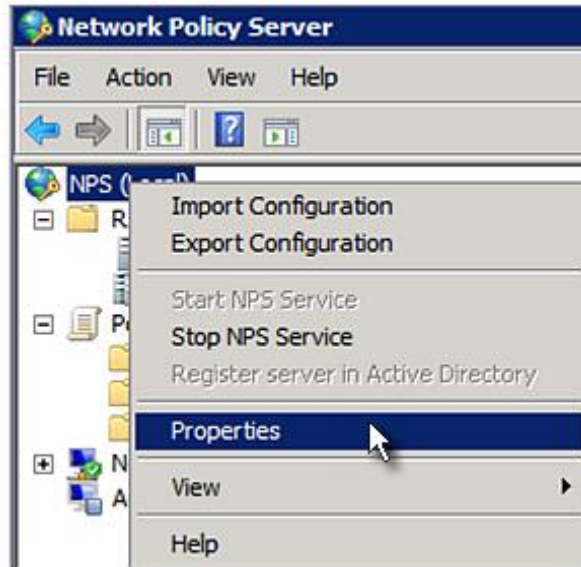 Network Policy Server
File Action View Help
NPS (Local)
Import Configuration
Export Configuration
Start NPS Service
Stop NPS Service
Register server in Active Directory
Properties
View
Help